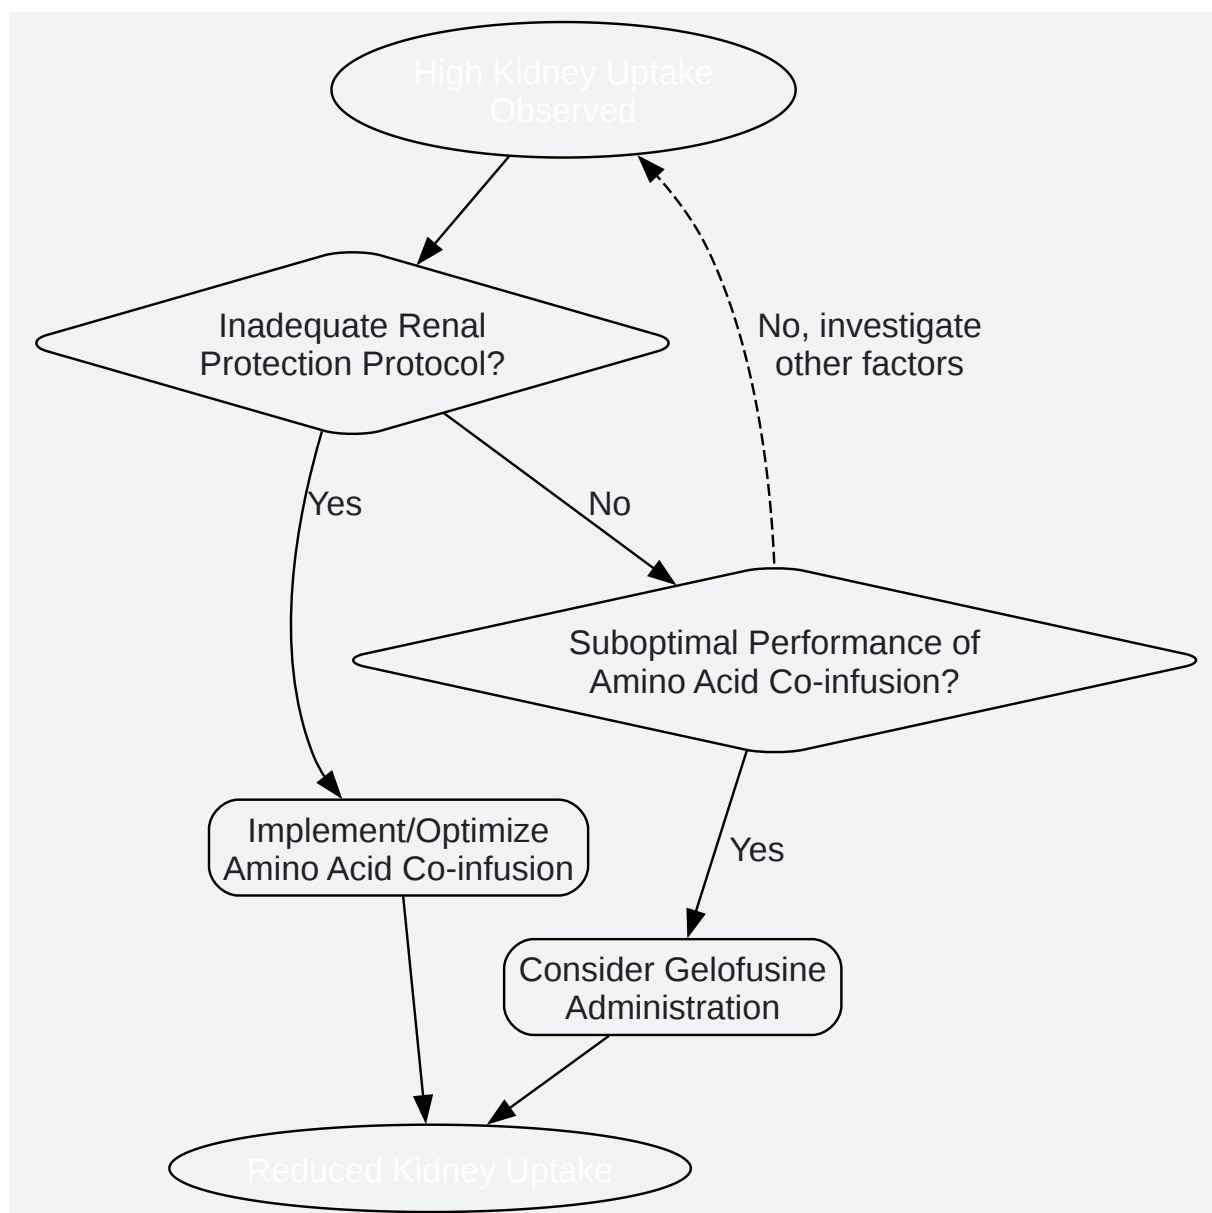 High Kidney Uptake
Observed
Inadequate Renal
Protection Protocol?
No, investigate
other factors
Yes
No
Suboptimal Performance of
Amino Acid Co-infusion?
Implement/Optimize
Amino Acid Co-infusion
Yes
Consider Gelofusine
Administration
Reduced Kidney Uptake